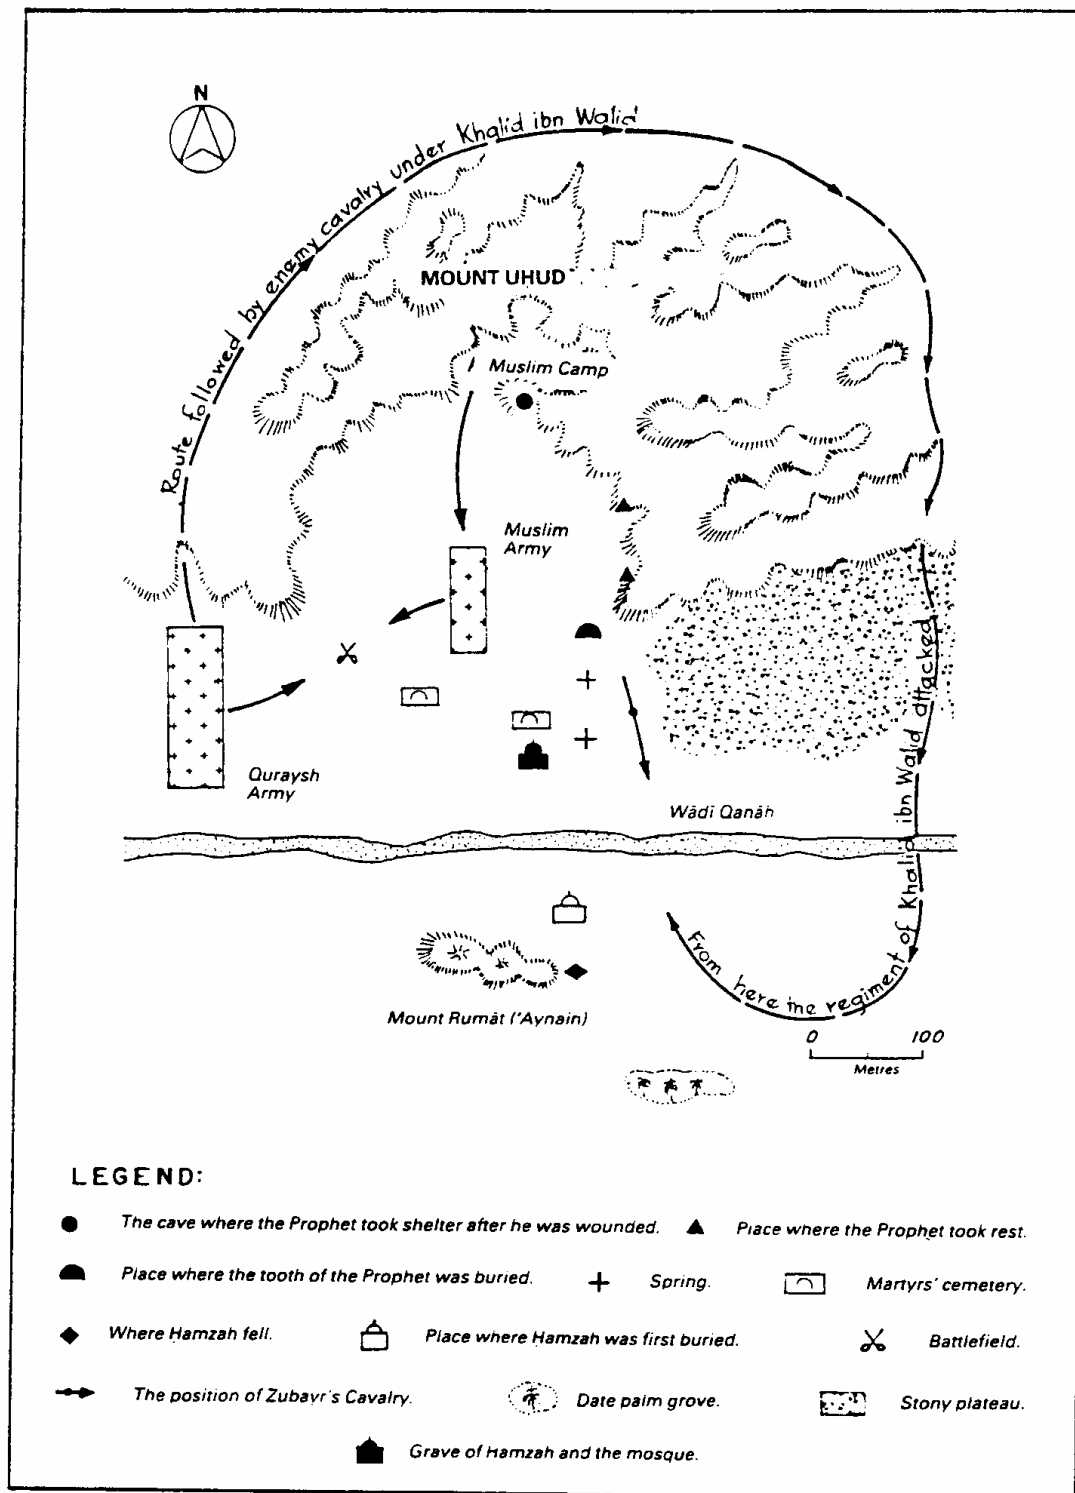 N
Route followed by enemy cavalry under Khalid ibn Walid
MOUNT UHUD
Muslim Camp
Muslim
Army
Quraysh
Army
Wādī Qanāh
From here the regiment of Khalid ibn Walid attacked
Mount Rumāt ('Aynain)
0 100
Metres
LEGEND:
The cave where the Prophet took shelter after he was wounded. Place where the Prophet took rest.
Place where the tooth of the Prophet was buried. Spring. Martyrs' cemetery.
Where Hamzah fell. Place where Hamzah was first buried. Battlefield.
The position of Zubayr's Cavalry. Date palm grove. Stony plateau.
Grave of Hamzah and the mosque.